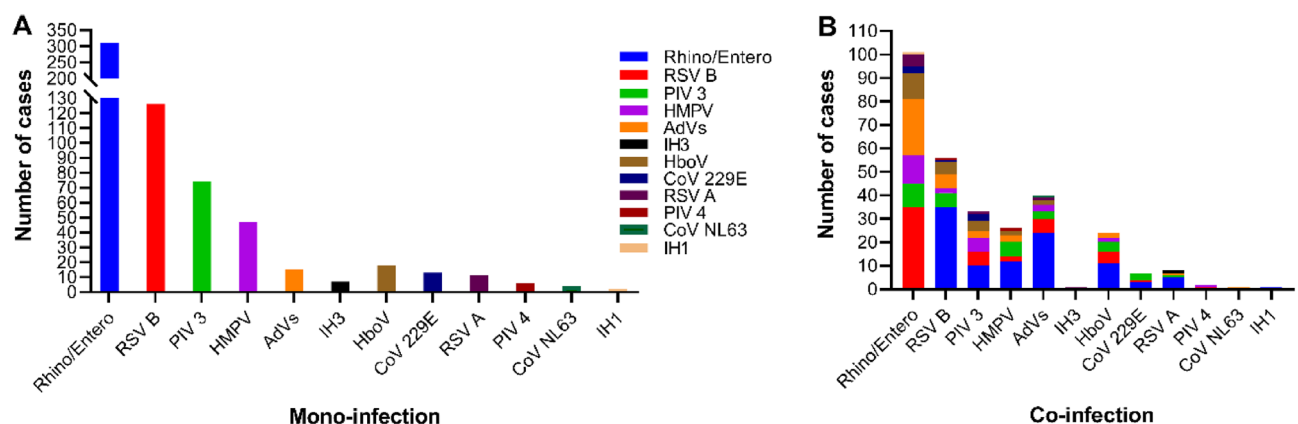 A
Number of cases
350
300
250
200
130
120
110
100
90
80
70
60
50
40
30
20
10
0
Rhino/Entero
RSV B
PIV 3
HMPV
AdVs
IH3
HboV
CoV 229E
RSV A
PIV 4
CoV NL63
IH1
Mono-infection
Rhino/Entero
RSV B
PIV 3
HMPV
AdVs
IH3
HboV
CoV 229E
RSV A
PIV 4
CoV NL63
IH1
B
Number of cases
110
100
90
80
70
60
50
40
30
20
10
0
Rhino/Entero
RSV B
PIV 3
HMPV
AdVs
IH3
HboV
CoV 229E
RSV A
PIV 4
CoV NL63
IH1
Co-infection